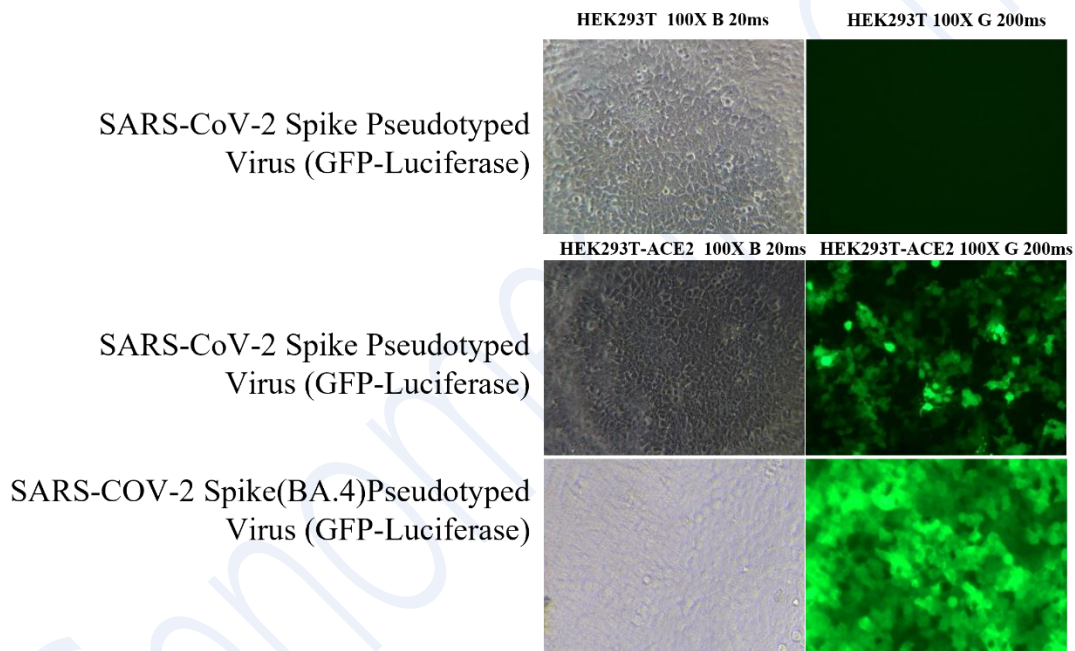 HEK293T 100X B 20ms
HEK293T 100X G 200ms
SARS-CoV-2 Spike Pseudotyped
Virus (GFP-Luciferase)
HEK293T-ACE2 100X B 20ms
HEK293T-ACE2 100X G 200ms
SARS-CoV-2 Spike Pseudotyped
Virus (GFP-Luciferase)
SARS-COV-2 Spike(BA.4)Pseudotyped
Virus (GFP-Luciferase)